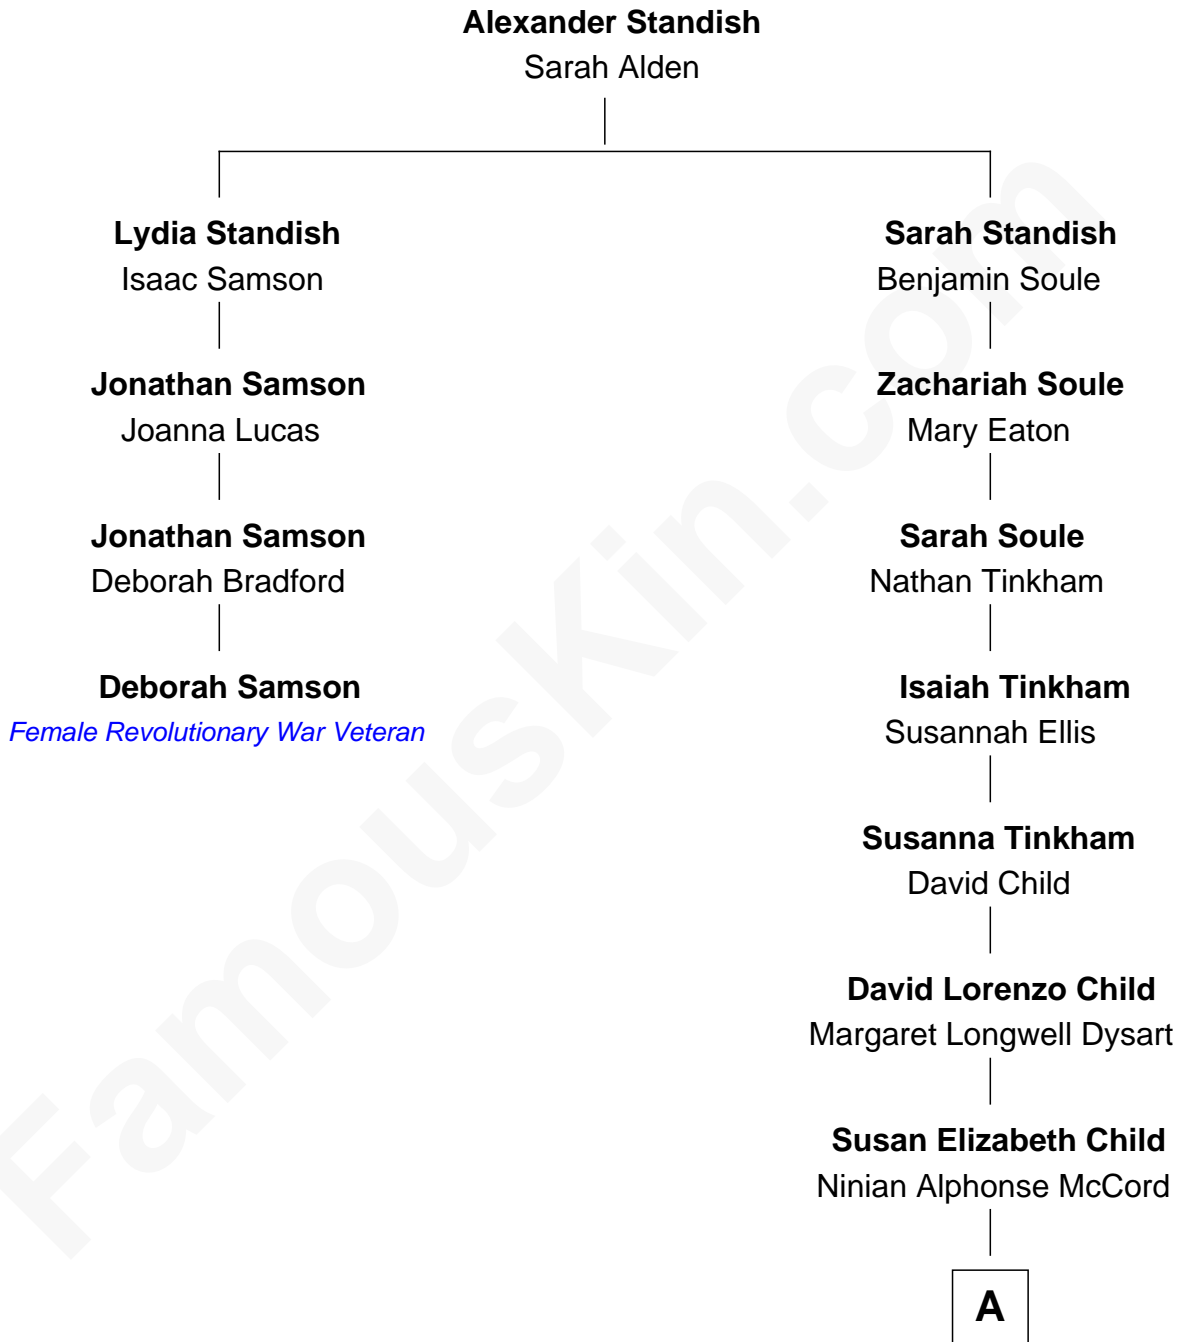 Alexander Standish
Sarah Alden
Lydia Standish
Isaac Samson
Jonathan Samson
Joanna Lucas
Jonathan Samson
Deborah Bradford
Deborah Samson
Female Revolutionary War Veteran
Sarah Standish
Benjamin Soule
Zachariah Soule
Mary Eaton
Sarah Soule
Nathan Tinkham
Isaiah Tinkham
Susannah Ellis
Susanna Tinkham
David Child
David Lorenzo Child
Margaret Longwell Dysart
Susan Elizabeth Child
Ninian Alphonse McCord
A
FamousKin.com